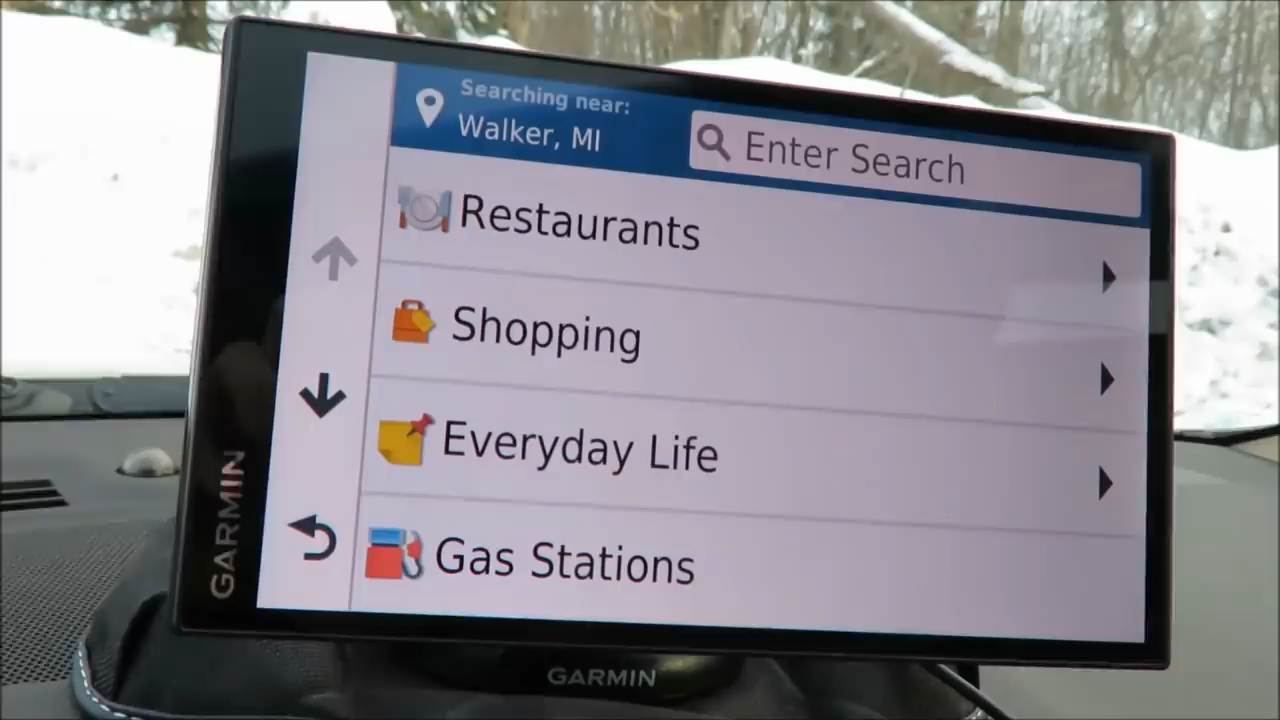 Searching near:
Walker, MI
Enter Search
Restaurants
Shopping
Everyday Life
Gas Stations
GARMIN
GARMIN